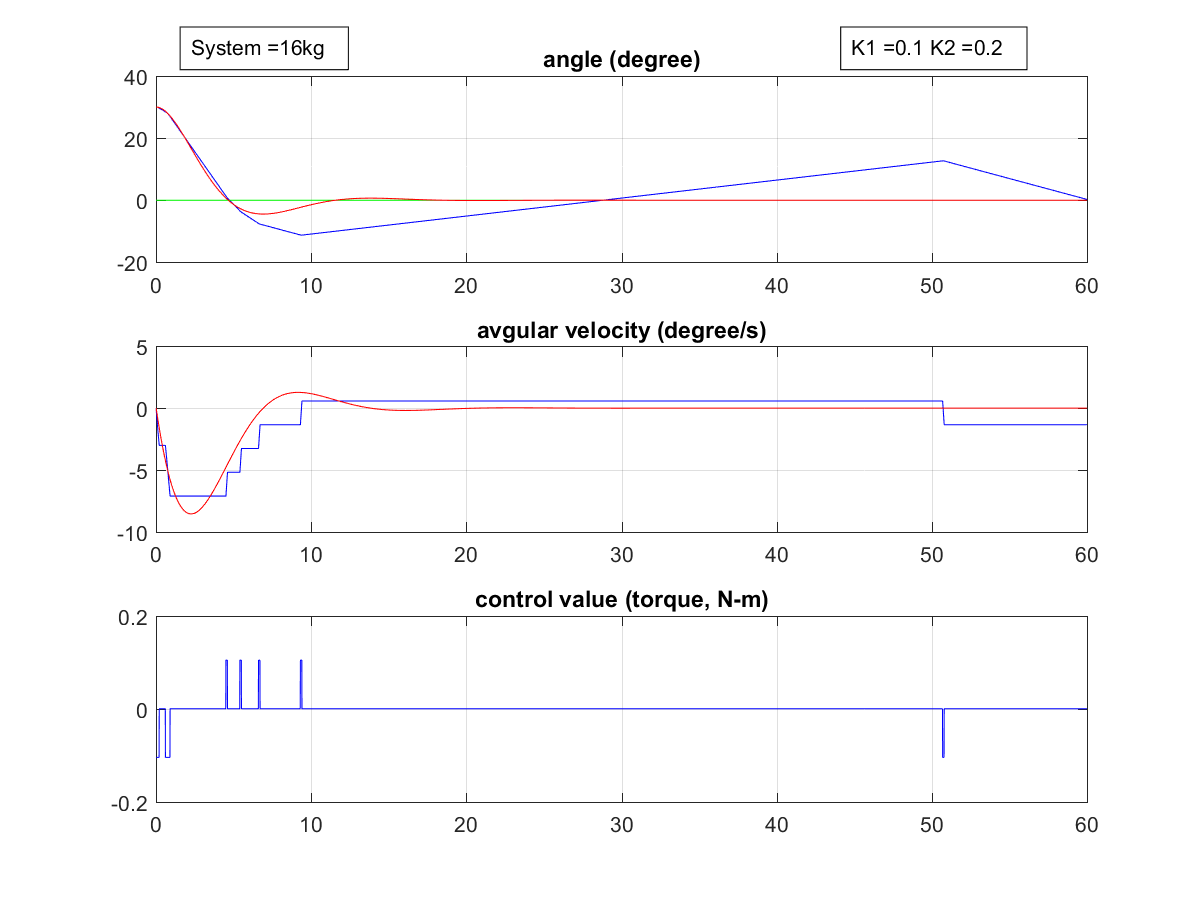 System =16kg
K1 =0.1 K2 =0.2
angle (degree)
40
20
0
-20
0 10 20 30 40 50 60
avgular velocity (degree/s)
5
0
-5
-10
0 10 20 30 40 50 60
control value (torque, N-m)
0.2
0
-0.2
0 10 20 30 40 50 60